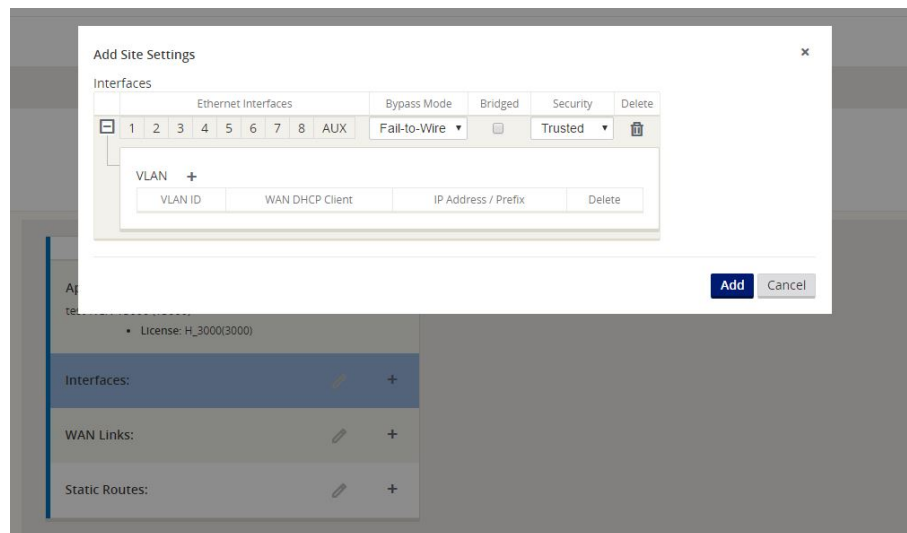 Add Site Settings ×
Interfaces
Ethernet Interfaces Bypass Mode Bridged Security Delete
1 2 3 4 5 6 7 8 AUX Fail-to-Wire Trusted
VLAN +
VLAN ID WAN DHCP Client IP Address / Prefix Delete
Add Cancel
• License: H_3000(3000)
Interfaces: +
WAN Links: +
Static Routes: +